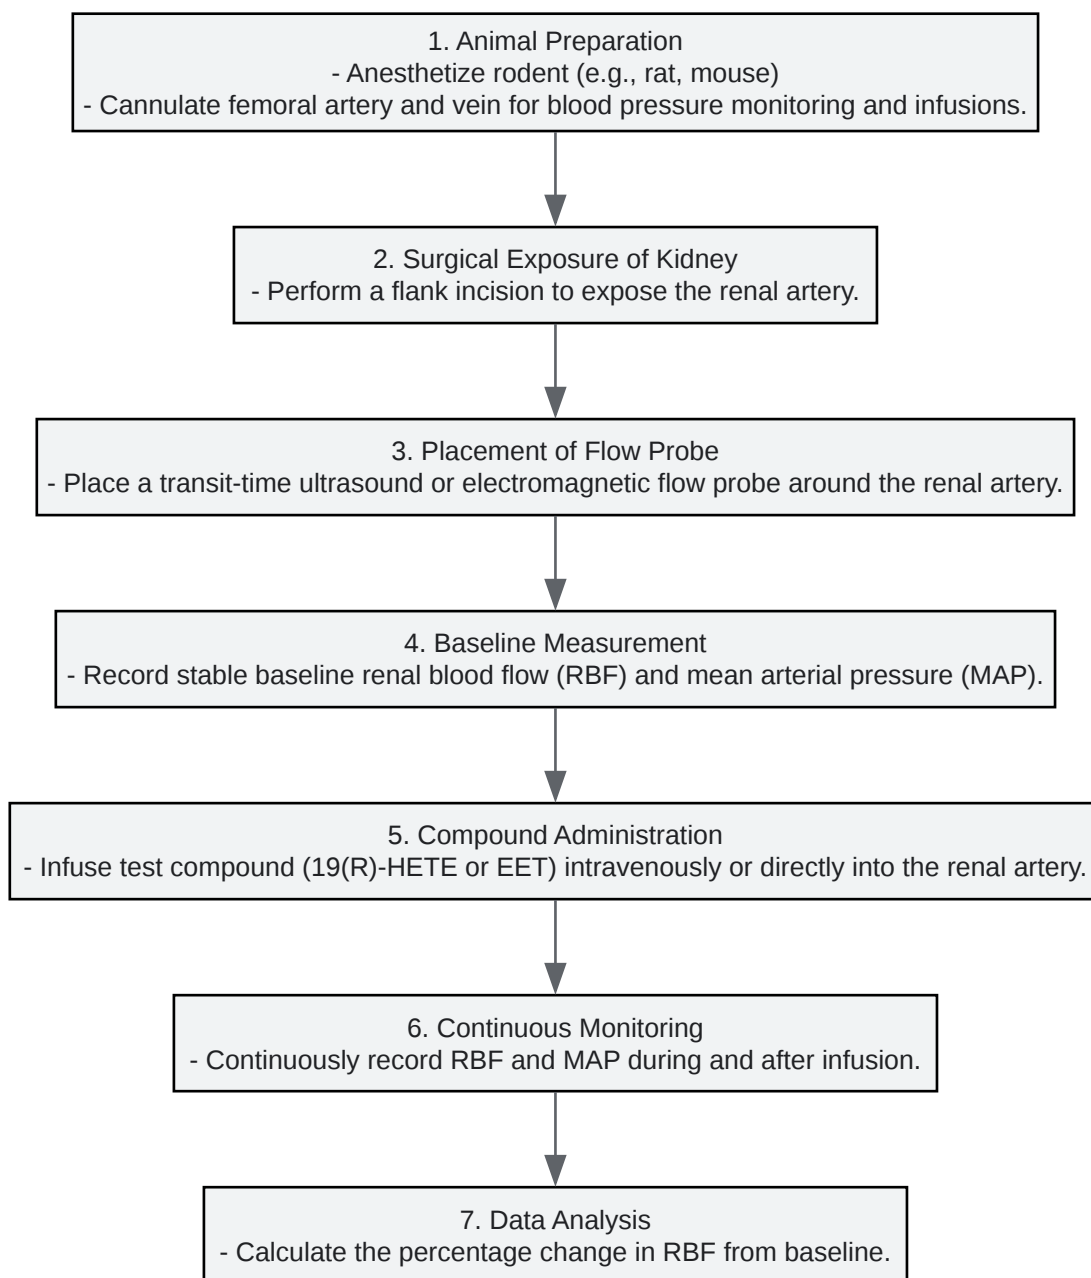 1. Animal Preparation
- Anesthetize rodent (e.g., rat, mouse)
- Cannulate femoral artery and vein for blood pressure monitoring and infusions.
2. Surgical Exposure of Kidney
- Perform a flank incision to expose the renal artery.
3. Placement of Flow Probe
- Place a transit-time ultrasound or electromagnetic flow probe around the renal artery.
4. Baseline Measurement
- Record stable baseline renal blood flow (RBF) and mean arterial pressure (MAP).
5. Compound Administration
- Infuse test compound (19(R)-HETE or EET) intravenously or directly into the renal artery.
6. Continuous Monitoring
- Continuously record RBF and MAP during and after infusion.
7. Data Analysis
- Calculate the percentage change in RBF from baseline.